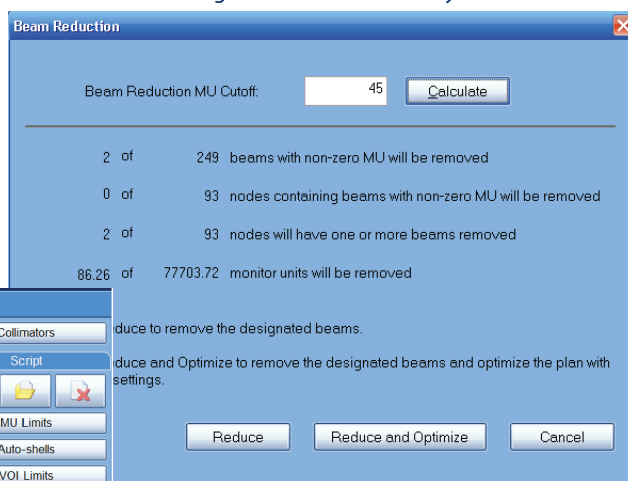 Beam Reduction
Beam Reduction MU Cutoff: 45 Calculate
2 of 249 beams with non-zero MU will be removed
0 of 93 nodes containing beams with non-zero MU will be removed
2 of 93 nodes will have one or more beams removed
86.26 of 77703.72 monitor units will be removed
duce to remove the designated beams.
duce and Optimize to remove the designated beams and optimize the plan with
settings.
Reduce Reduce and Optimize Cancel
Collimators
Script
MU Limits
Auto-shells
VOI Limits